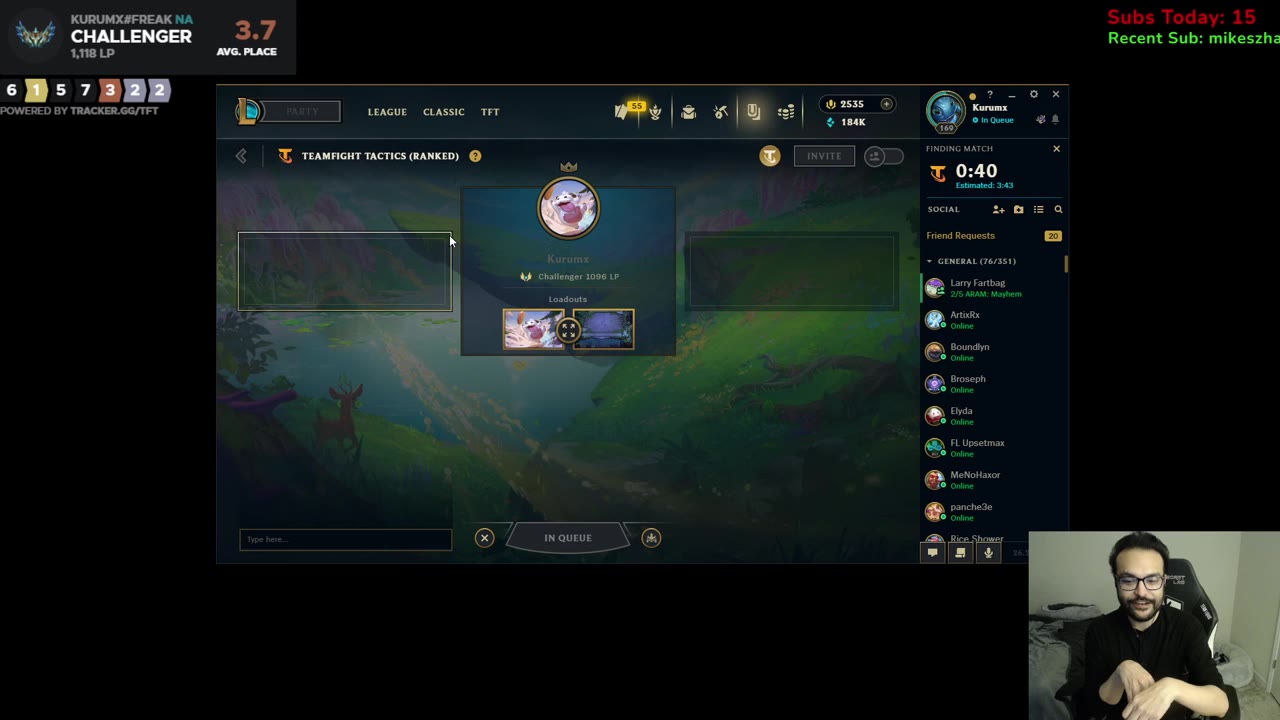 KURUMX#FREAK NA
CHALLENGER
1,118 LP
3.7
AVG. PLACE
6 1 5 7 3 2 2
POWERED BY TRACKER.GG/TFT
Subs Today: 15
Recent Sub: mikeszha
PARTY
LEAGUE
CLASSIC
TFT
55
2535
184K
169
Kurumx
In Queue
TEAMFIGHT TACTICS (RANKED)
INVITE
FINDING MATCH
0:40
Estimated: 3:43
SOCIAL
Friend Requests
20
GENERAL (76/351)
Larry Fartbag
2/5 ARAM: Mayhem
ArtixRx
Online
Boundlyn
Online
Broseph
Online
Elyda
Online
FL Upsetmax
Online
MeNoHaxor
Online
panche3e
Online
Rice Shower
Kurumx
Challenger 1096 LP
Loadouts
Type here...
IN QUEUE